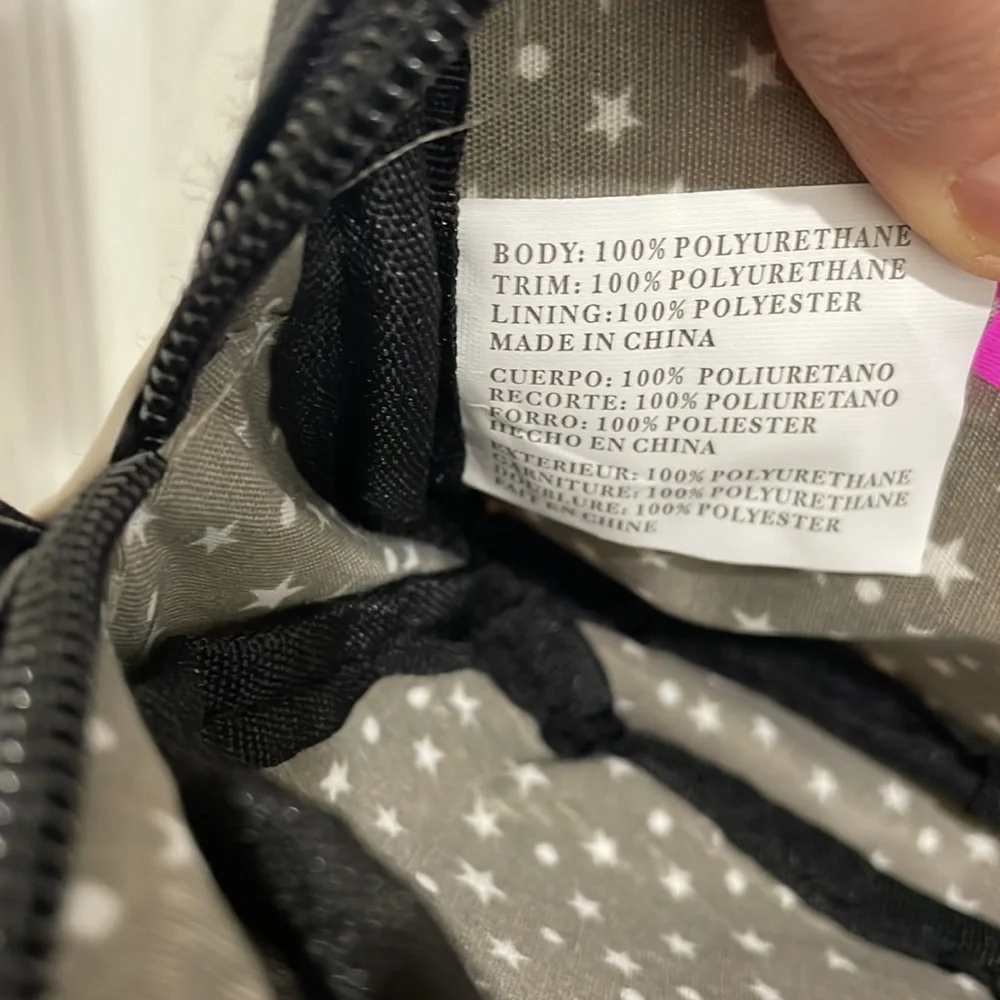 BODY: 100% POLYURETHANE
TRIM: 100% POLYURETHANE
LINING:100% POLYESTER
MADE IN CHINA
CUERPO: 100% POLIURETANO
RECORTE: 100% POLIURETANO
FORRO: 100% POLIESTER
HECHO EN CHINA
EXTERIEUR: 100% POLYURETHANE
GARNITURE: 100% POLYURETHANE
DOUBLURE: 100% POLYESTER
FAIT EN CHINE